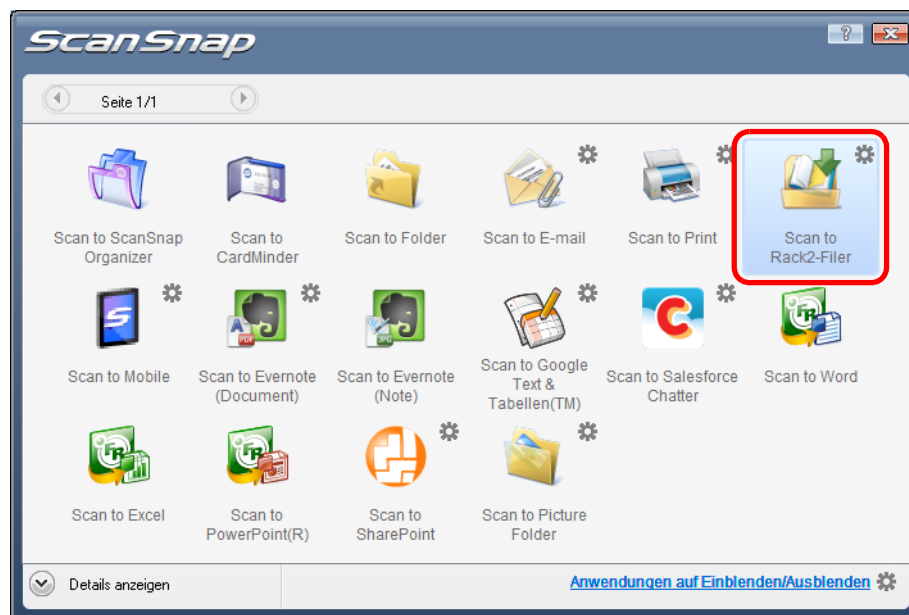 ScanSnap
Seite 1/1
Scan to ScanSnap
Organizer
Scan to
CardMinder
Scan to Folder
Scan to E-mail
Scan to Print
Scan to
Rack2-Filer
Scan to Mobile
Scan to Evernote
(Document)
Scan to Evernote
(Note)
Scan to Google
Text &
Tabellen(TM)
Scan to Salesforce
Chatter
Scan to Word
Scan to Excel
Scan to
PowerPoint(R)
Scan to
SharePoint
Scan to Picture
Folder
Details anzeigen
Anwendungen auf Einblenden/Ausblenden